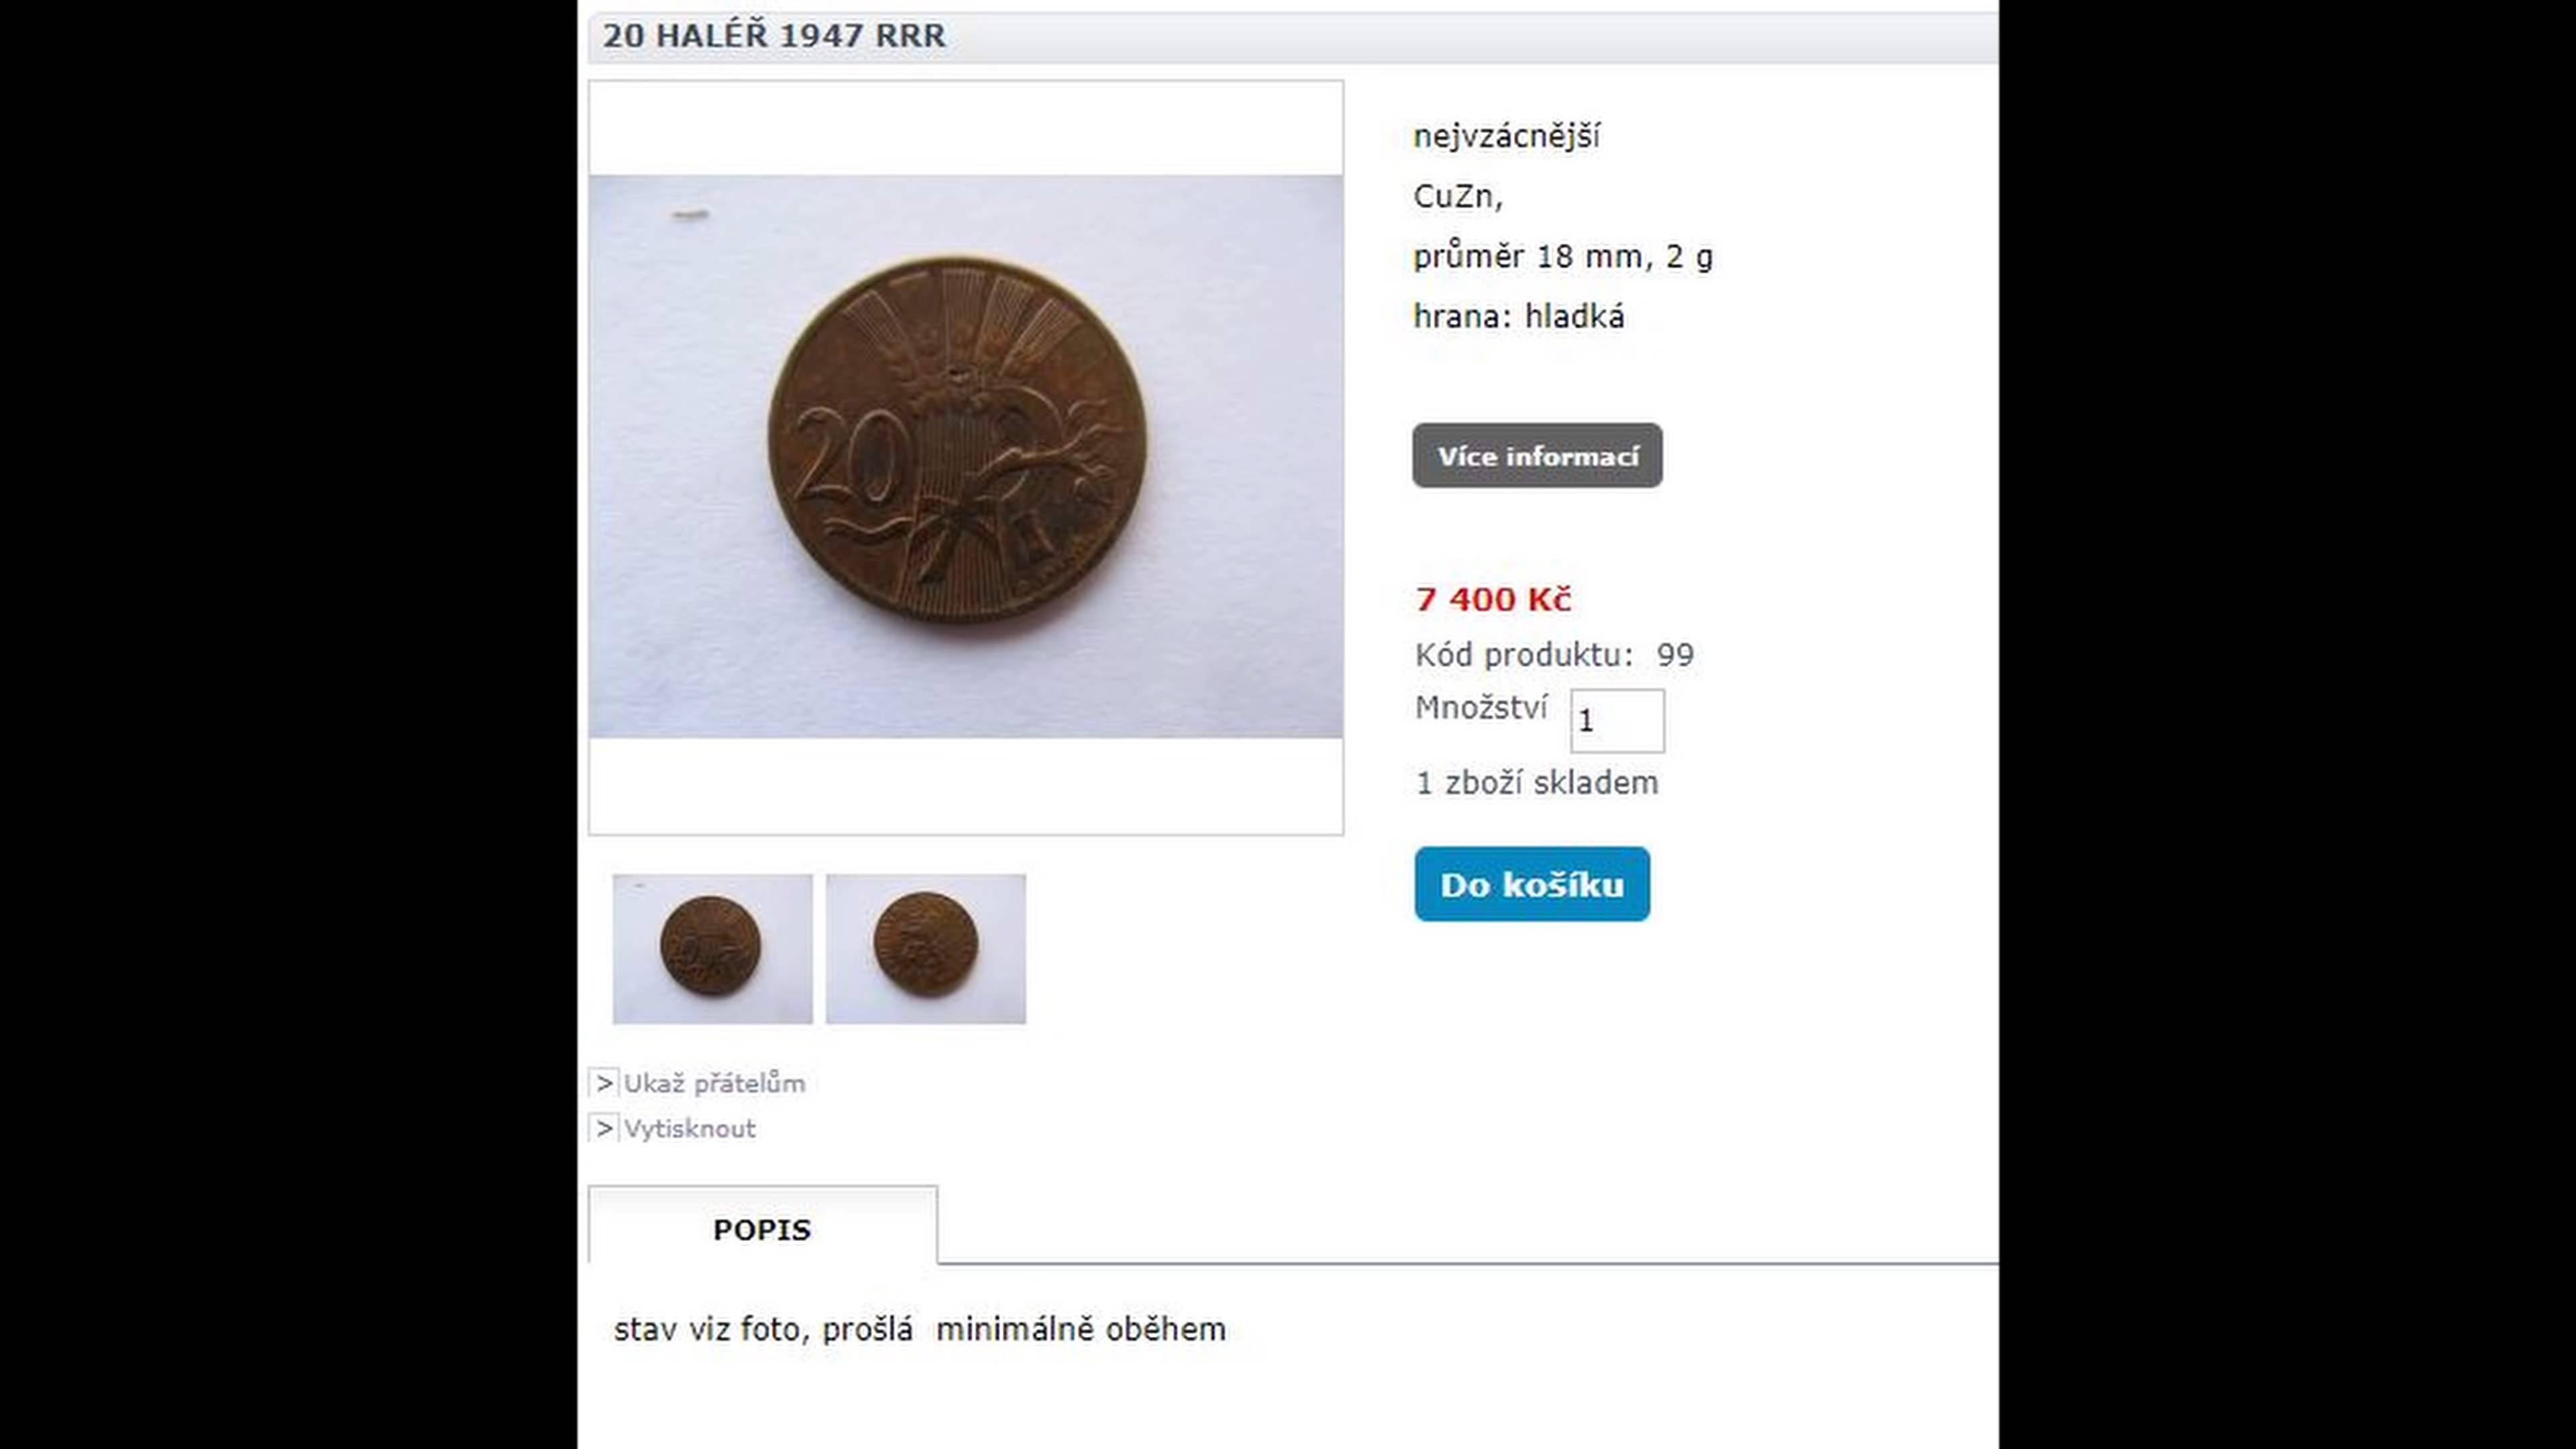 20 HALÉŘ 1947 RRR
nejvzácnější
CuZn,
průměr 18 mm, 2 g
hrana: hladká
20
Více informací
7 400 Kč
Kód produktu: 99
Množství 1
1 zboží skladem
Do košíku
> Ukaž přátelům
> Vytisknout
POPIS
stav viz foto, prošlá minimálně oběhem